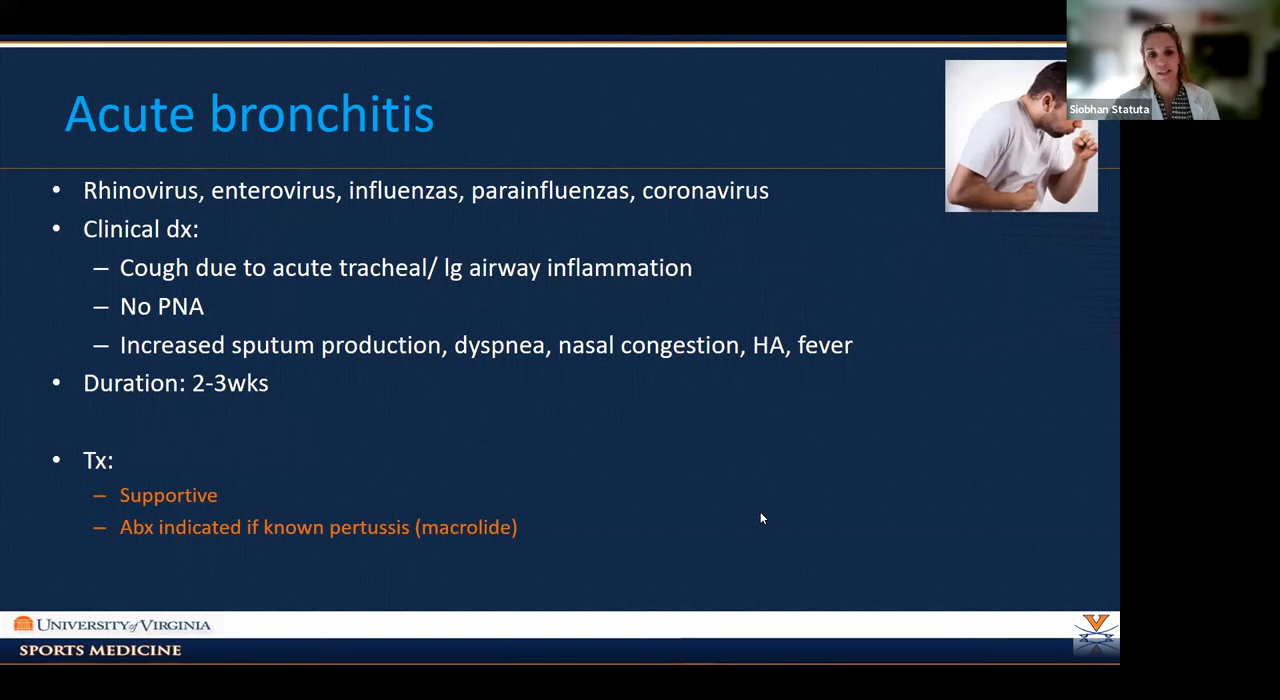 Acute bronchitis
Siobhan Statuta
• Rhinovirus, enterovirus, influenzas, parainfluenzas, coronavirus
• Clinical dx:
– Cough due to acute tracheal/ lg airway inflammation
– No PNA
– Increased sputum production, dyspnea, nasal congestion, HA, fever
• Duration: 2-3wks
• Tx:
– Supportive
– Abx indicated if known pertussis (macrolide)
UNIVERSITY of VIRGINIA
SPORTS MEDICINE